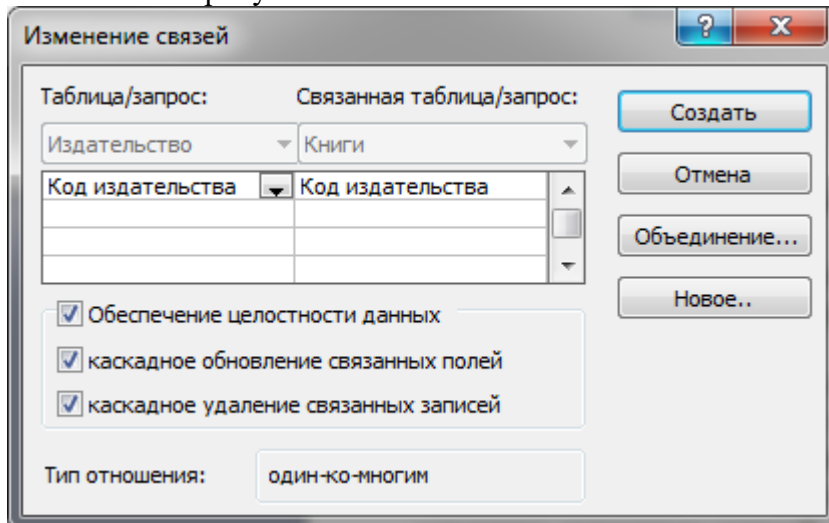 Изменение связей
Таблица/запрос: Связанная таблица/запрос:
Издательство Книги
Код издательства Код издательства
Обеспечение целостности данных
каскадное обновление связанных полей
каскадное удаление связанных записей
Тип отношения: один-ко-многим
Создать
Отмена
Объединение...
Новое..